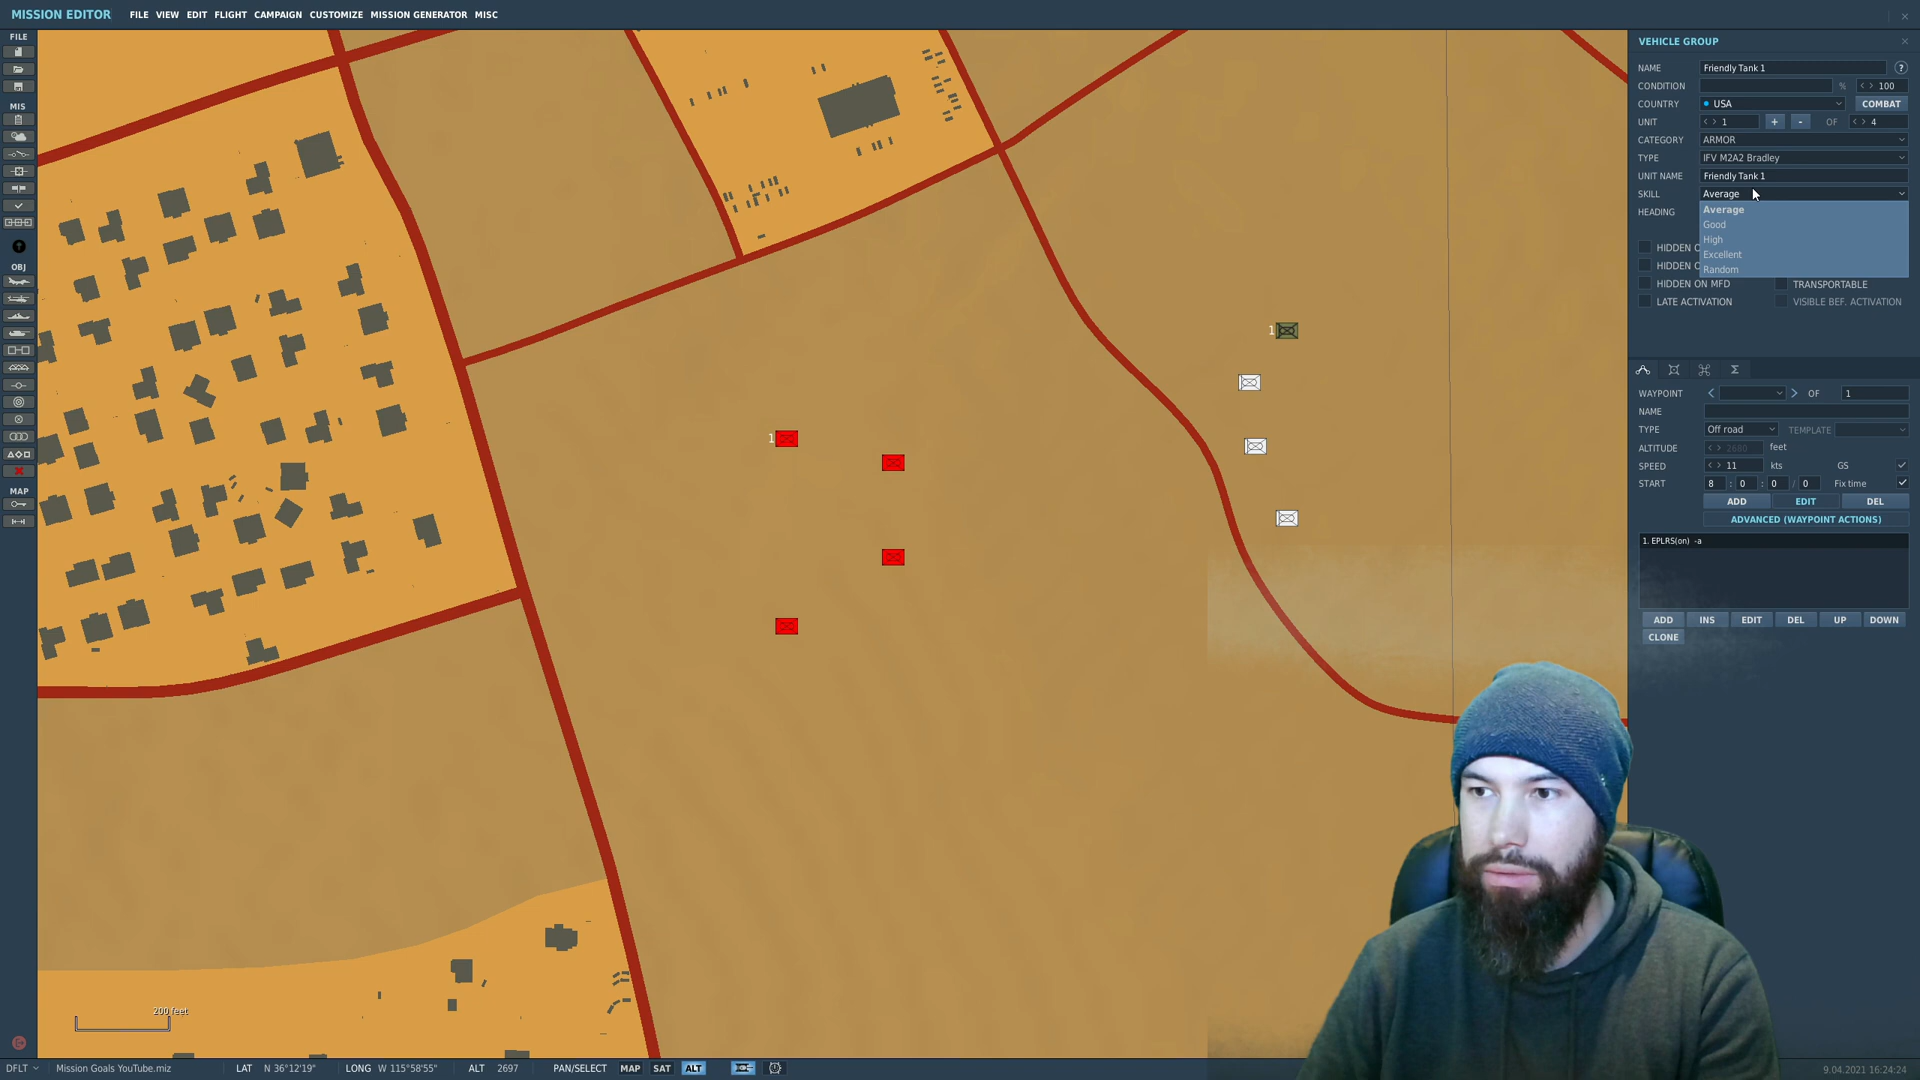 MISSION EDITOR FILE VIEW EDIT FLIGHT CAMPAIGN CUSTOMIZE MISSION GENERATOR MISC
FILE
MIS
OBJ
MAP
1
1
200 feet
VEHICLE GROUP
NAME Friendly Tank 1 ?
CONDITION % < > 100
COUNTRY USA COMBAT
UNIT < > 1 + - OF < > 4
CATEGORY ARMOR
TYPE IFV M2A2 Bradley
UNIT NAME Friendly Tank 1
SKILL Average
Average
HEADING
Good
High
HIDDEN O
Excellent
HIDDEN O
Random
HIDDEN ON MFD TRANSPORTABLE
LATE ACTIVATION VISIBLE BEF. ACTIVATION
WAYPOINT < > OF 1
NAME
TYPE Off road TEMPLATE
ALTITUDE < > 2680 feet
SPEED < > 11 kts GS
START 8 : 0 : 0 / 0 Fix time
ADD EDIT DEL
ADVANCED (WAYPOINT ACTIONS)
1. EPLRS(on) -a
ADD INS EDIT DEL UP DOWN
CLONE
DFLT Mission Goals YouTube.miz LAT N 36°12'19" LONG W 115°58'55" ALT 2697 PAN/SELECT MAP SAT ALT 9.04.2021 16:24:24